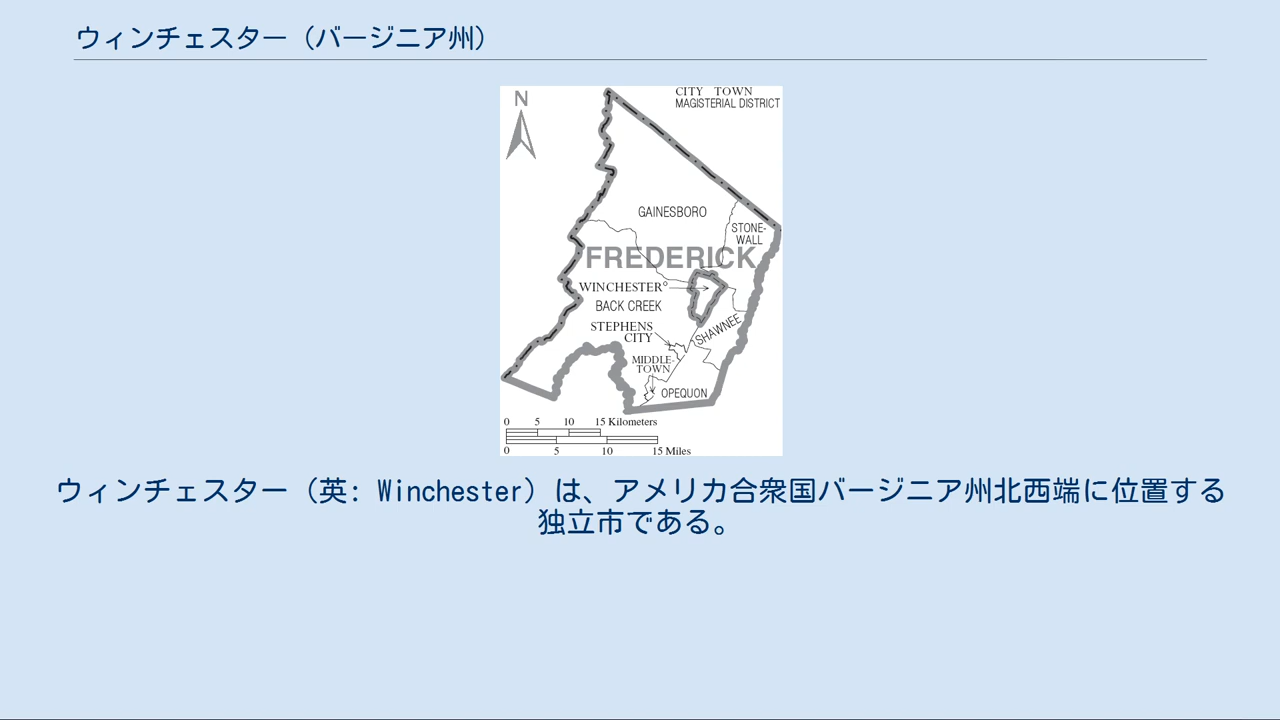 ウィンチェスター（バージニア州）
N
CITY TOWN
MAGISTERIAL DISTRICT
GAINESBORO
STONE-
WALL
FREDERICK
WINCHESTER°
BACK CREEK
STEPHENS
CITY
SHAWNEE
MIDDLE-
TOWN
OPEQUON
0 5 10 15 Kilometers
0 5 10 15 Miles
ウィンチェスター（英: Winchester）は、アメリカ合衆国バージニア州北西端に位置する
独立市である。